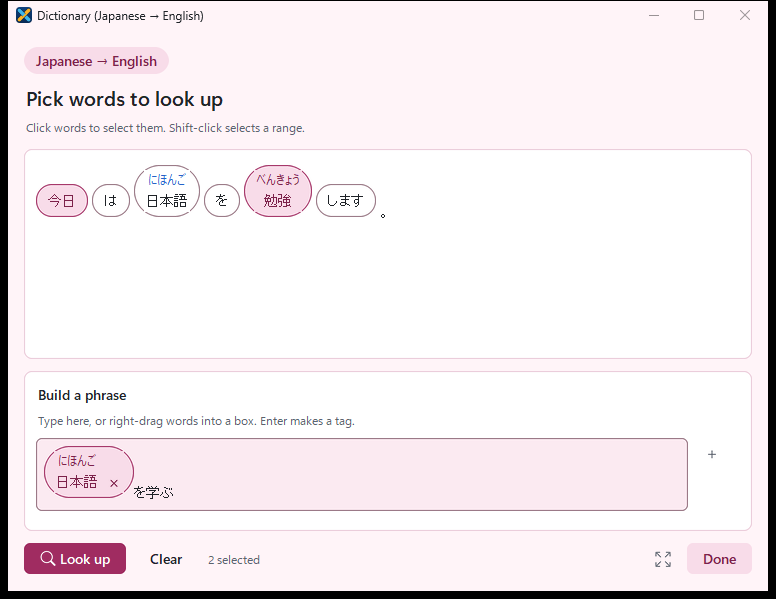 Dictionary (Japanese → English)
Japanese → English
Pick words to look up
Click words to select them. Shift-click selects a range.
にほんご べんきょう
今日 は 日本語 を 勉強 します 。
Build a phrase
Type here, or right-drag words into a box. Enter makes a tag.
にほんご
日本語 × を学ぶ
+
Look up Clear 2 selected Done